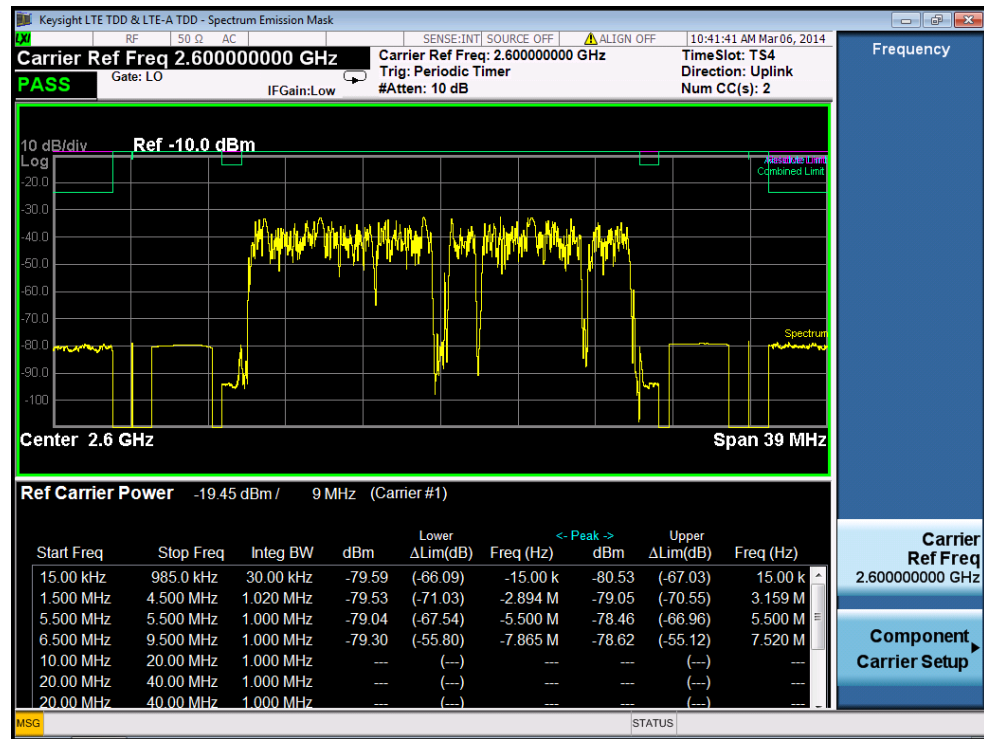 Keysight LTE TDD & LTE-A TDD - Spectrum Emission Mask
LXI RF 50 Ω AC SENSE:INT SOURCE OFF ALIGN OFF 10:41:41 AM Mar 06, 2014
Carrier Ref Freq 2.600000000 GHz
Carrier Ref Freq: 2.600000000 GHz
TimeSlot: TS4
Gate: LO
Trig: Periodic Timer
Direction: Uplink
PASS
IFGain:Low
#Atten: 10 dB
Num CC(s): 2
Frequency
10 dB/div Ref -10.0 dBm
Log
Absolute Limit
Combined Limit
-20.0
-30.0
-40.0
-50.0
-60.0
-70.0
Spectrum
-80.0
-90.0
-100
Center 2.6 GHz Span 39 MHz
Ref Carrier Power -19.45 dBm / 9 MHz (Carrier #1)
Lower <- Peak -> Upper
Start Freq Stop Freq Integ BW dBm ΔLim(dB) Freq (Hz) dBm ΔLim(dB) Freq (Hz)
15.00 kHz 985.0 kHz 30.00 kHz -79.59 (-66.09) -15.00 k -80.53 (-67.03) 15.00 k
1.500 MHz 4.500 MHz 1.020 MHz -79.53 (-71.03) -2.894 M -79.05 (-70.55) 3.159 M
5.500 MHz 5.500 MHz 1.000 MHz -79.04 (-67.54) -5.500 M -78.46 (-66.96) 5.500 M
6.500 MHz 9.500 MHz 1.000 MHz -79.30 (-55.80) -7.865 M -78.62 (-55.12) 7.520 M
10.00 MHz 20.00 MHz 1.000 MHz --- (---) --- --- (---) ---
20.00 MHz 40.00 MHz 1.000 MHz --- (---) --- --- (---) ---
20.00 MHz 40.00 MHz 1.000 MHz --- (---) --- --- (---) ---
Carrier
Ref Freq
2.600000000 GHz
Component
Carrier Setup
MSG STATUS